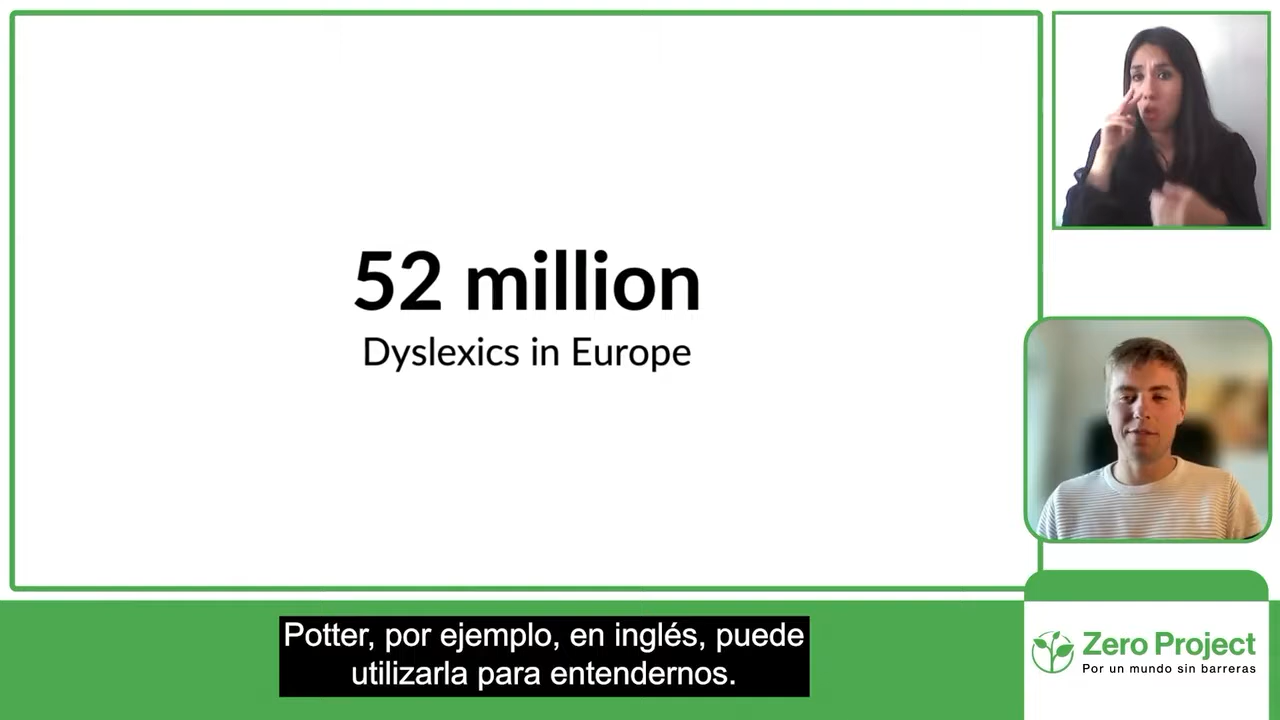 52 million
Dyslexics in Europe
Potter, por ejemplo, en inglés, puede
utilizarla para entendernos.
Zero Project
Por un mundo sin barreras